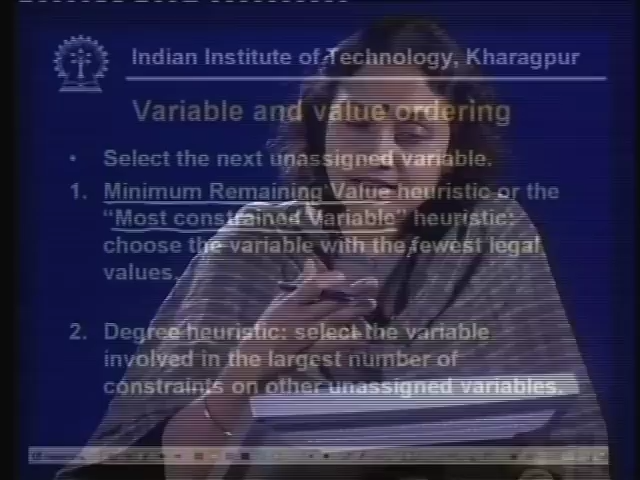 Indian Institute of Technology, Kharagpur
Variable and value ordering
• Select the next unassigned variable.
1. Minimum Remaining Value heuristic or the
“Most constrained Variable” heuristic:
choose the variable with the fewest legal
values.
2. Degree heuristic: select the variable
involved in the largest number of
constraints on other unassigned variables.